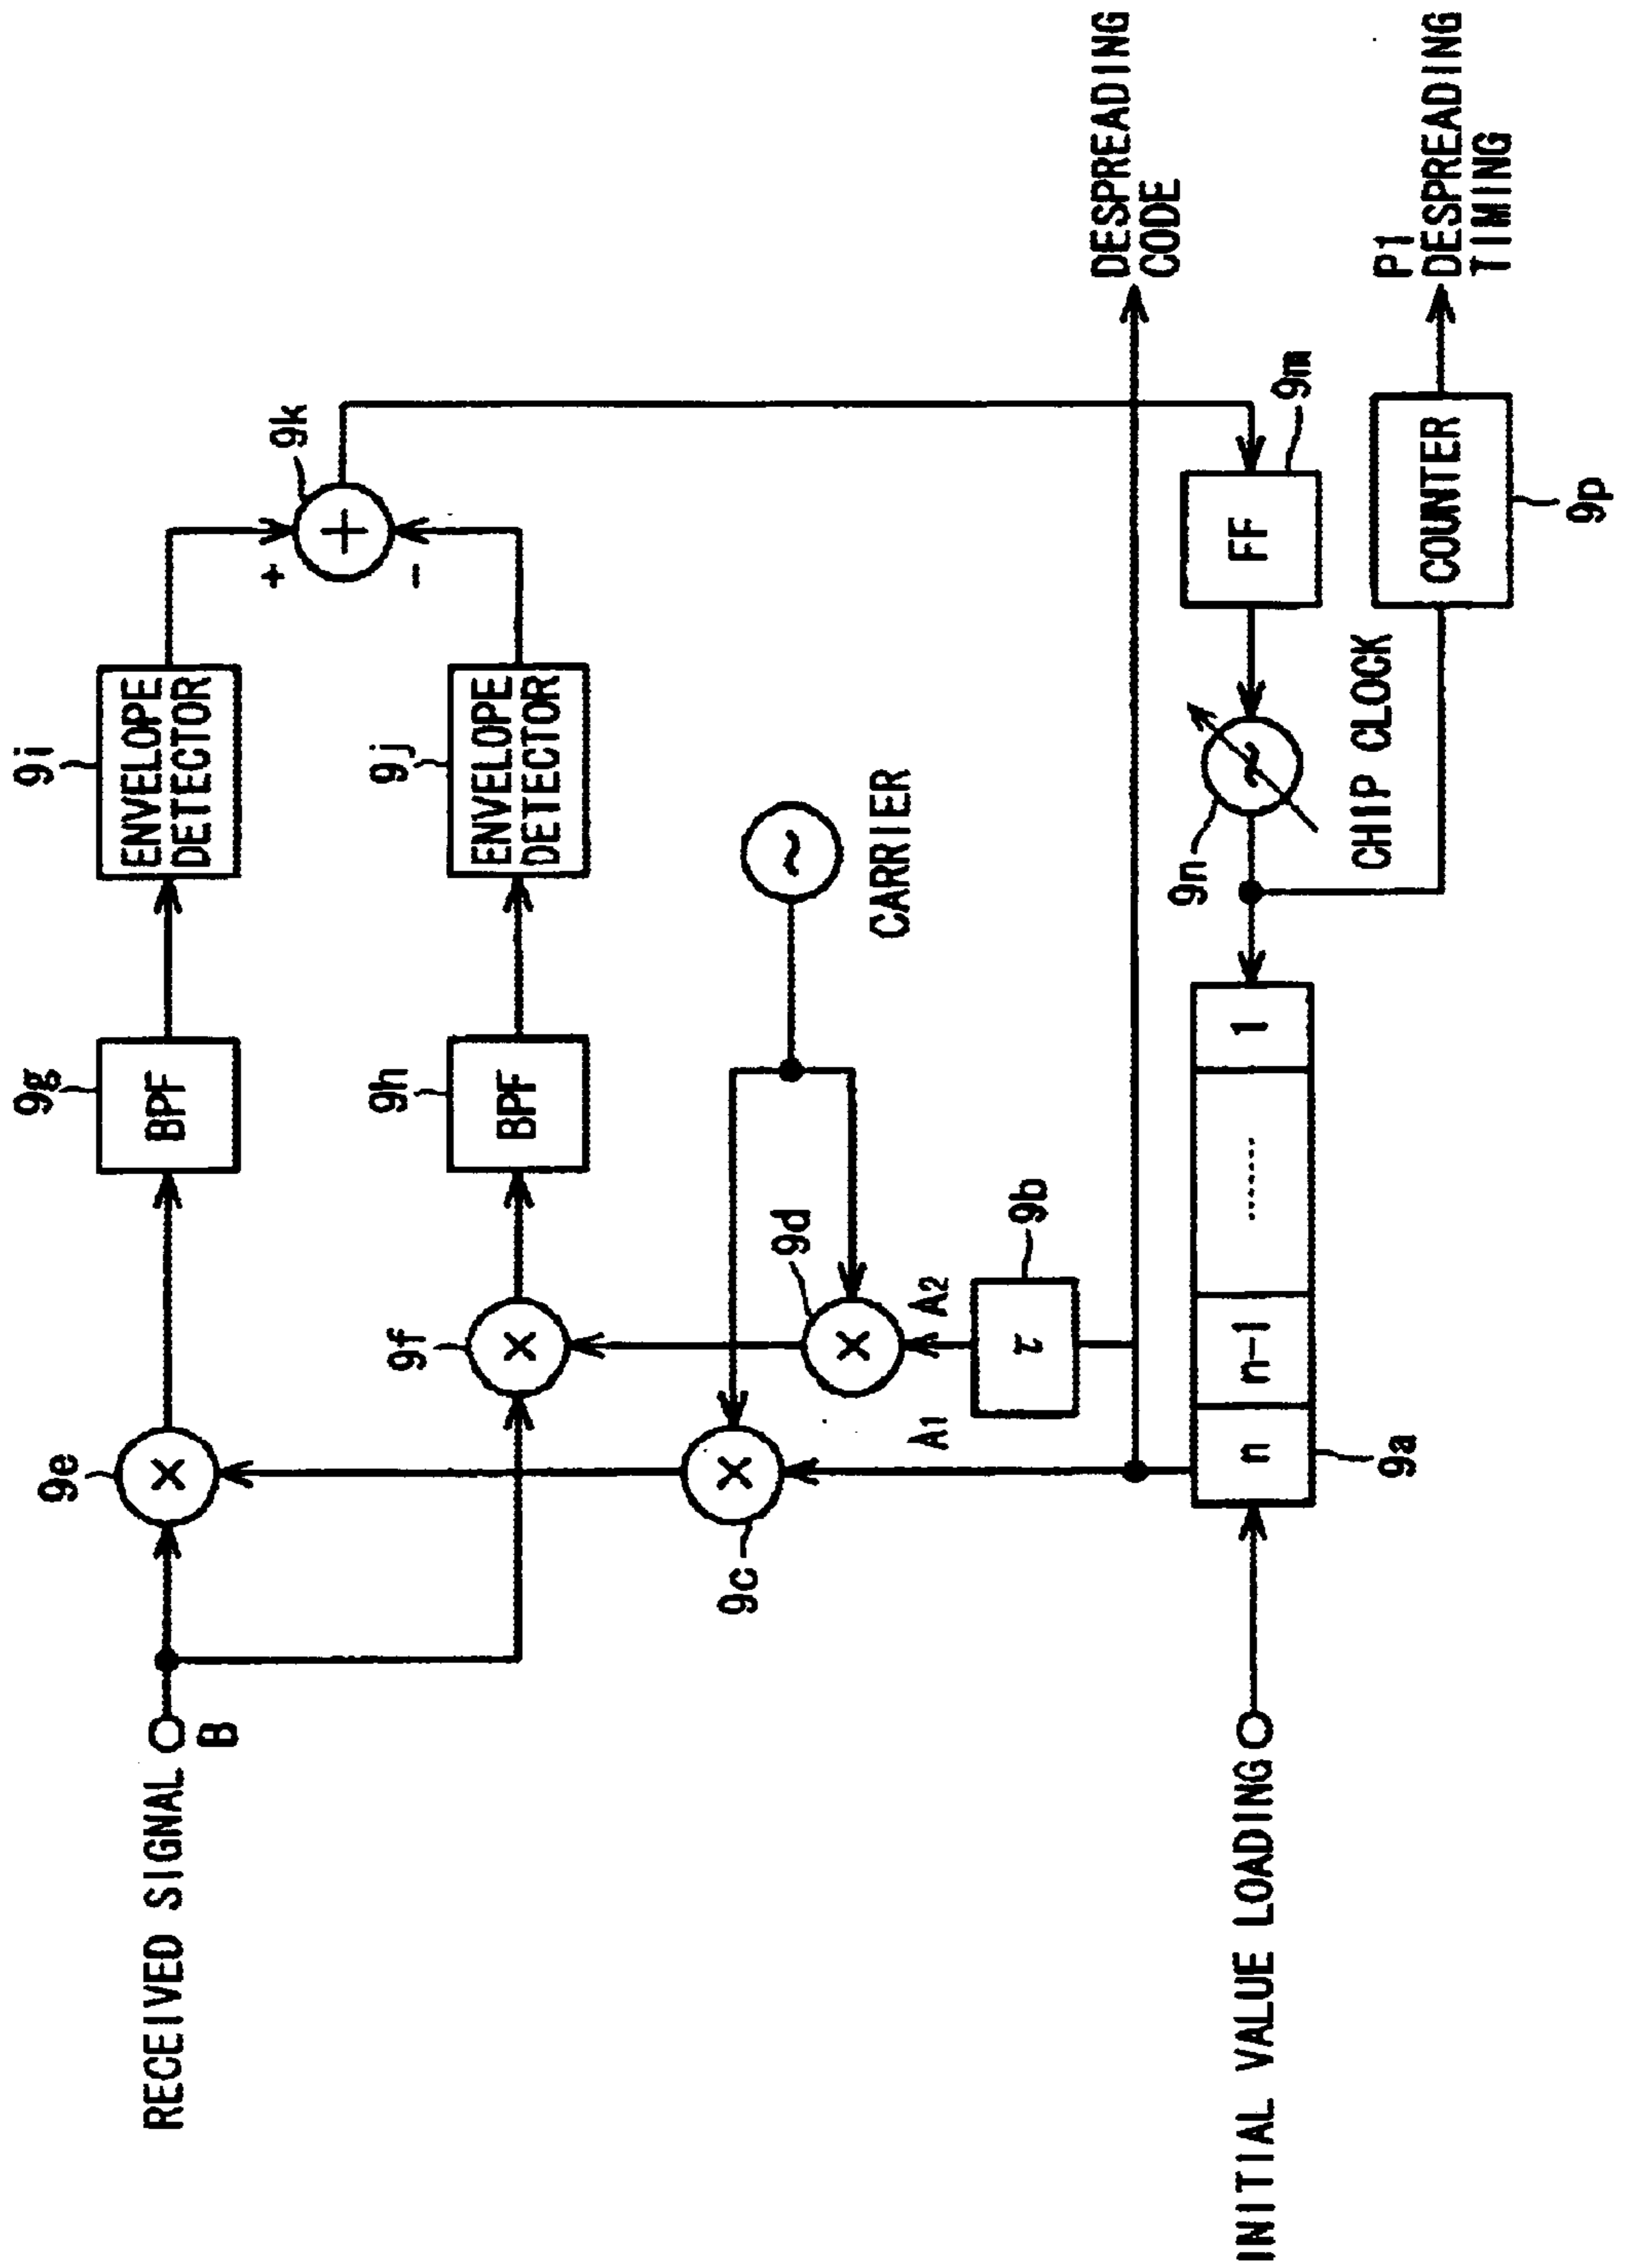 RECEIVED SIGNAL
B
9e
×
9g
BPF
9i
ENVELOPE
DETECTOR
+
-
9k
+
9f
×
9h
BPF
9j
ENVELOPE
DETECTOR
9c
×
9d
×
~
CARRIER
A1
A2
τ
9b
DESPREADING
CODE
INITIAL VALUE LOADING
n
n-1
......
1
9a
9n
~
CHIP CLOCK
FF
9m
COUNTER
9p
P1
DESPREADING
TIMING